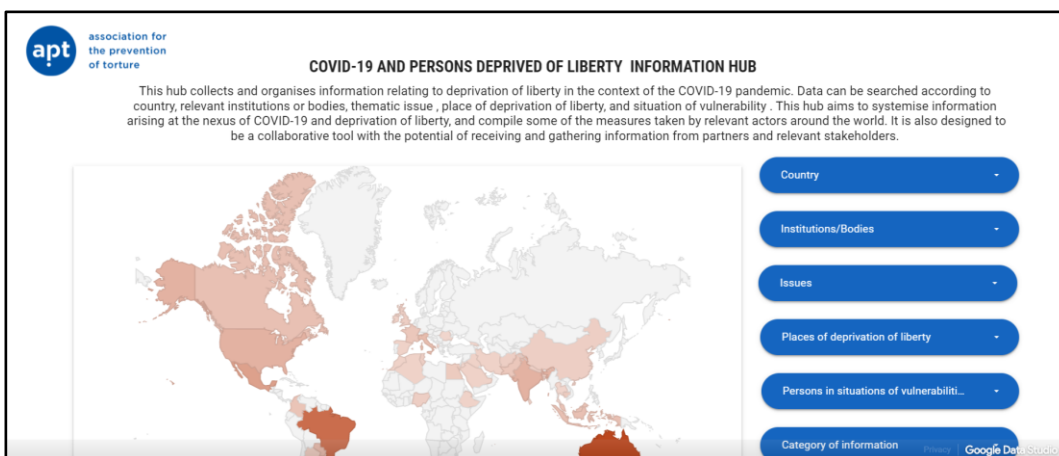 apt
association for
the prevention
of torture
COVID-19 AND PERSONS DEPRIVED OF LIBERTY INFORMATION HUB
This hub collects and organises information relating to deprivation of liberty in the context of the COVID-19 pandemic. Data can be searched according to
country, relevant institutions or bodies, thematic issue , place of deprivation of liberty, and situation of vulnerability . This hub aims to systemise information
arising at the nexus of COVID-19 and deprivation of liberty, and compile some of the measures taken by relevant actors around the world. It is also designed to
be a collaborative tool with the potential of receiving and gathering information from partners and relevant stakeholders.
Country
Institutions/Bodies
Issues
Places of deprivation of liberty
Persons in situations of vulnerabiliti...
Category of information
Privacy
Google Data Studio